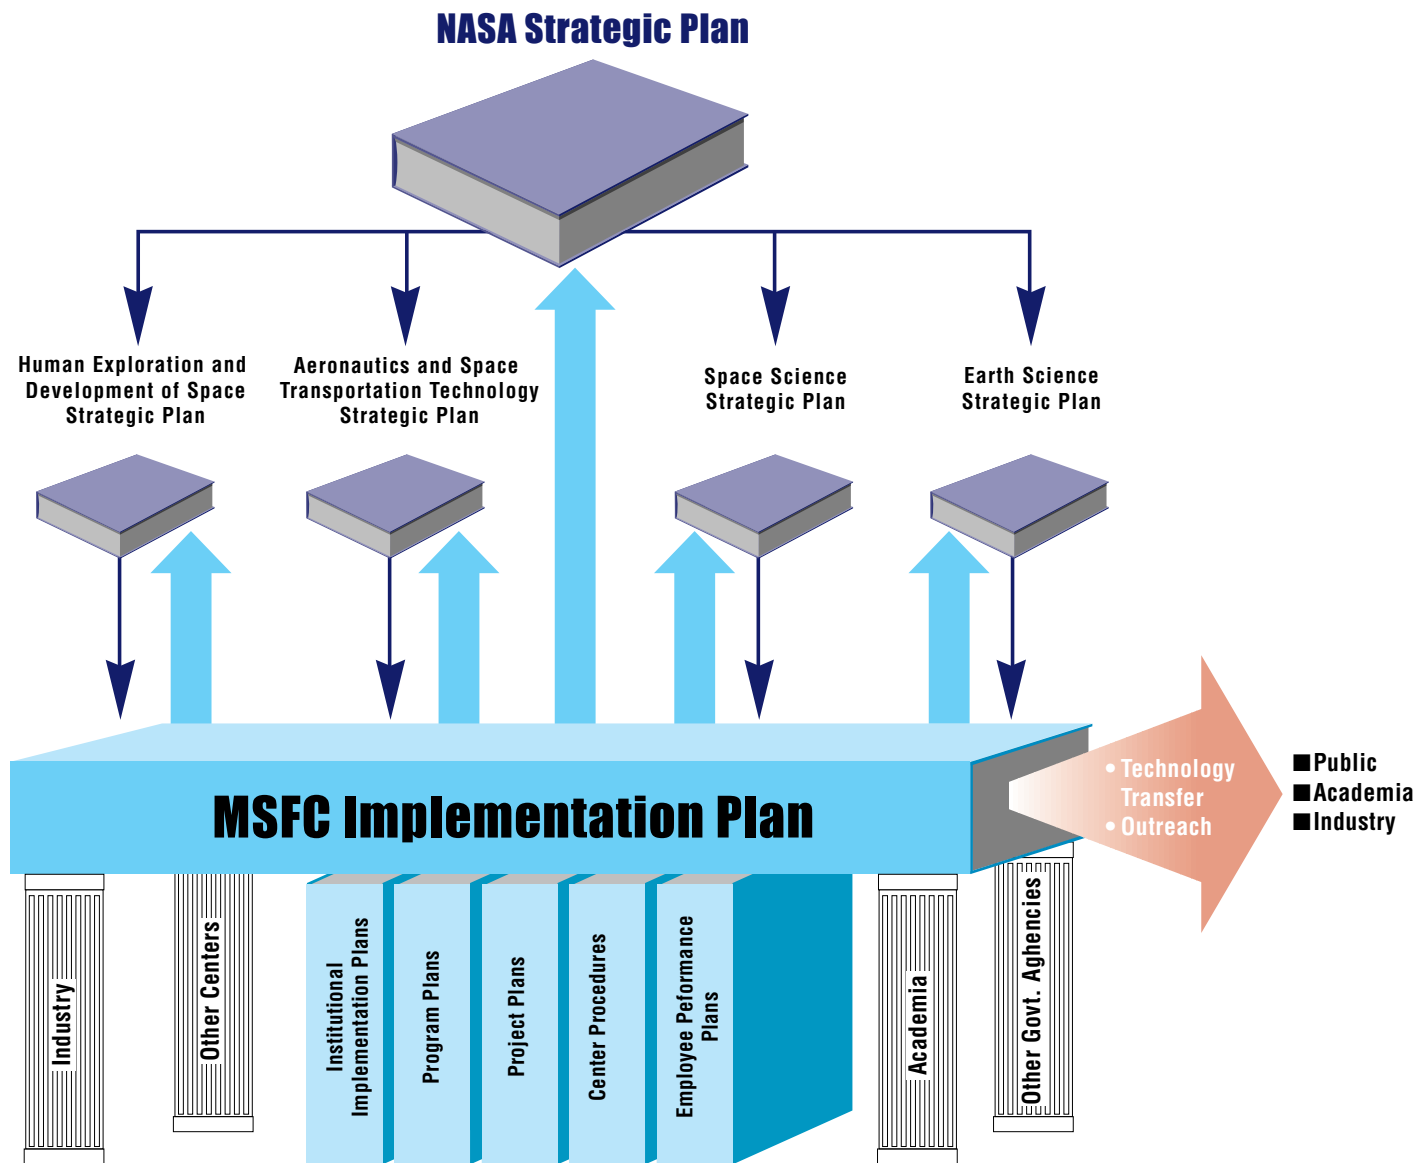 NASA Strategic Plan
Human Exploration and
Development of Space
Strategic Plan
Aeronautics and Space
Transportation Technology
Strategic Plan
Space Science
Strategic Plan
Earth Science
Strategic Plan
MSFC Implementation Plan
• Technology
Transfer
• Outreach
■Public
■Academia
■Industry
Industry
Other Centers
Institutional
Implementation Plans
Program Plans
Project Plans
Center Procedures
Employee Peformance
Plans
Academia
Other Govt. Aghencies